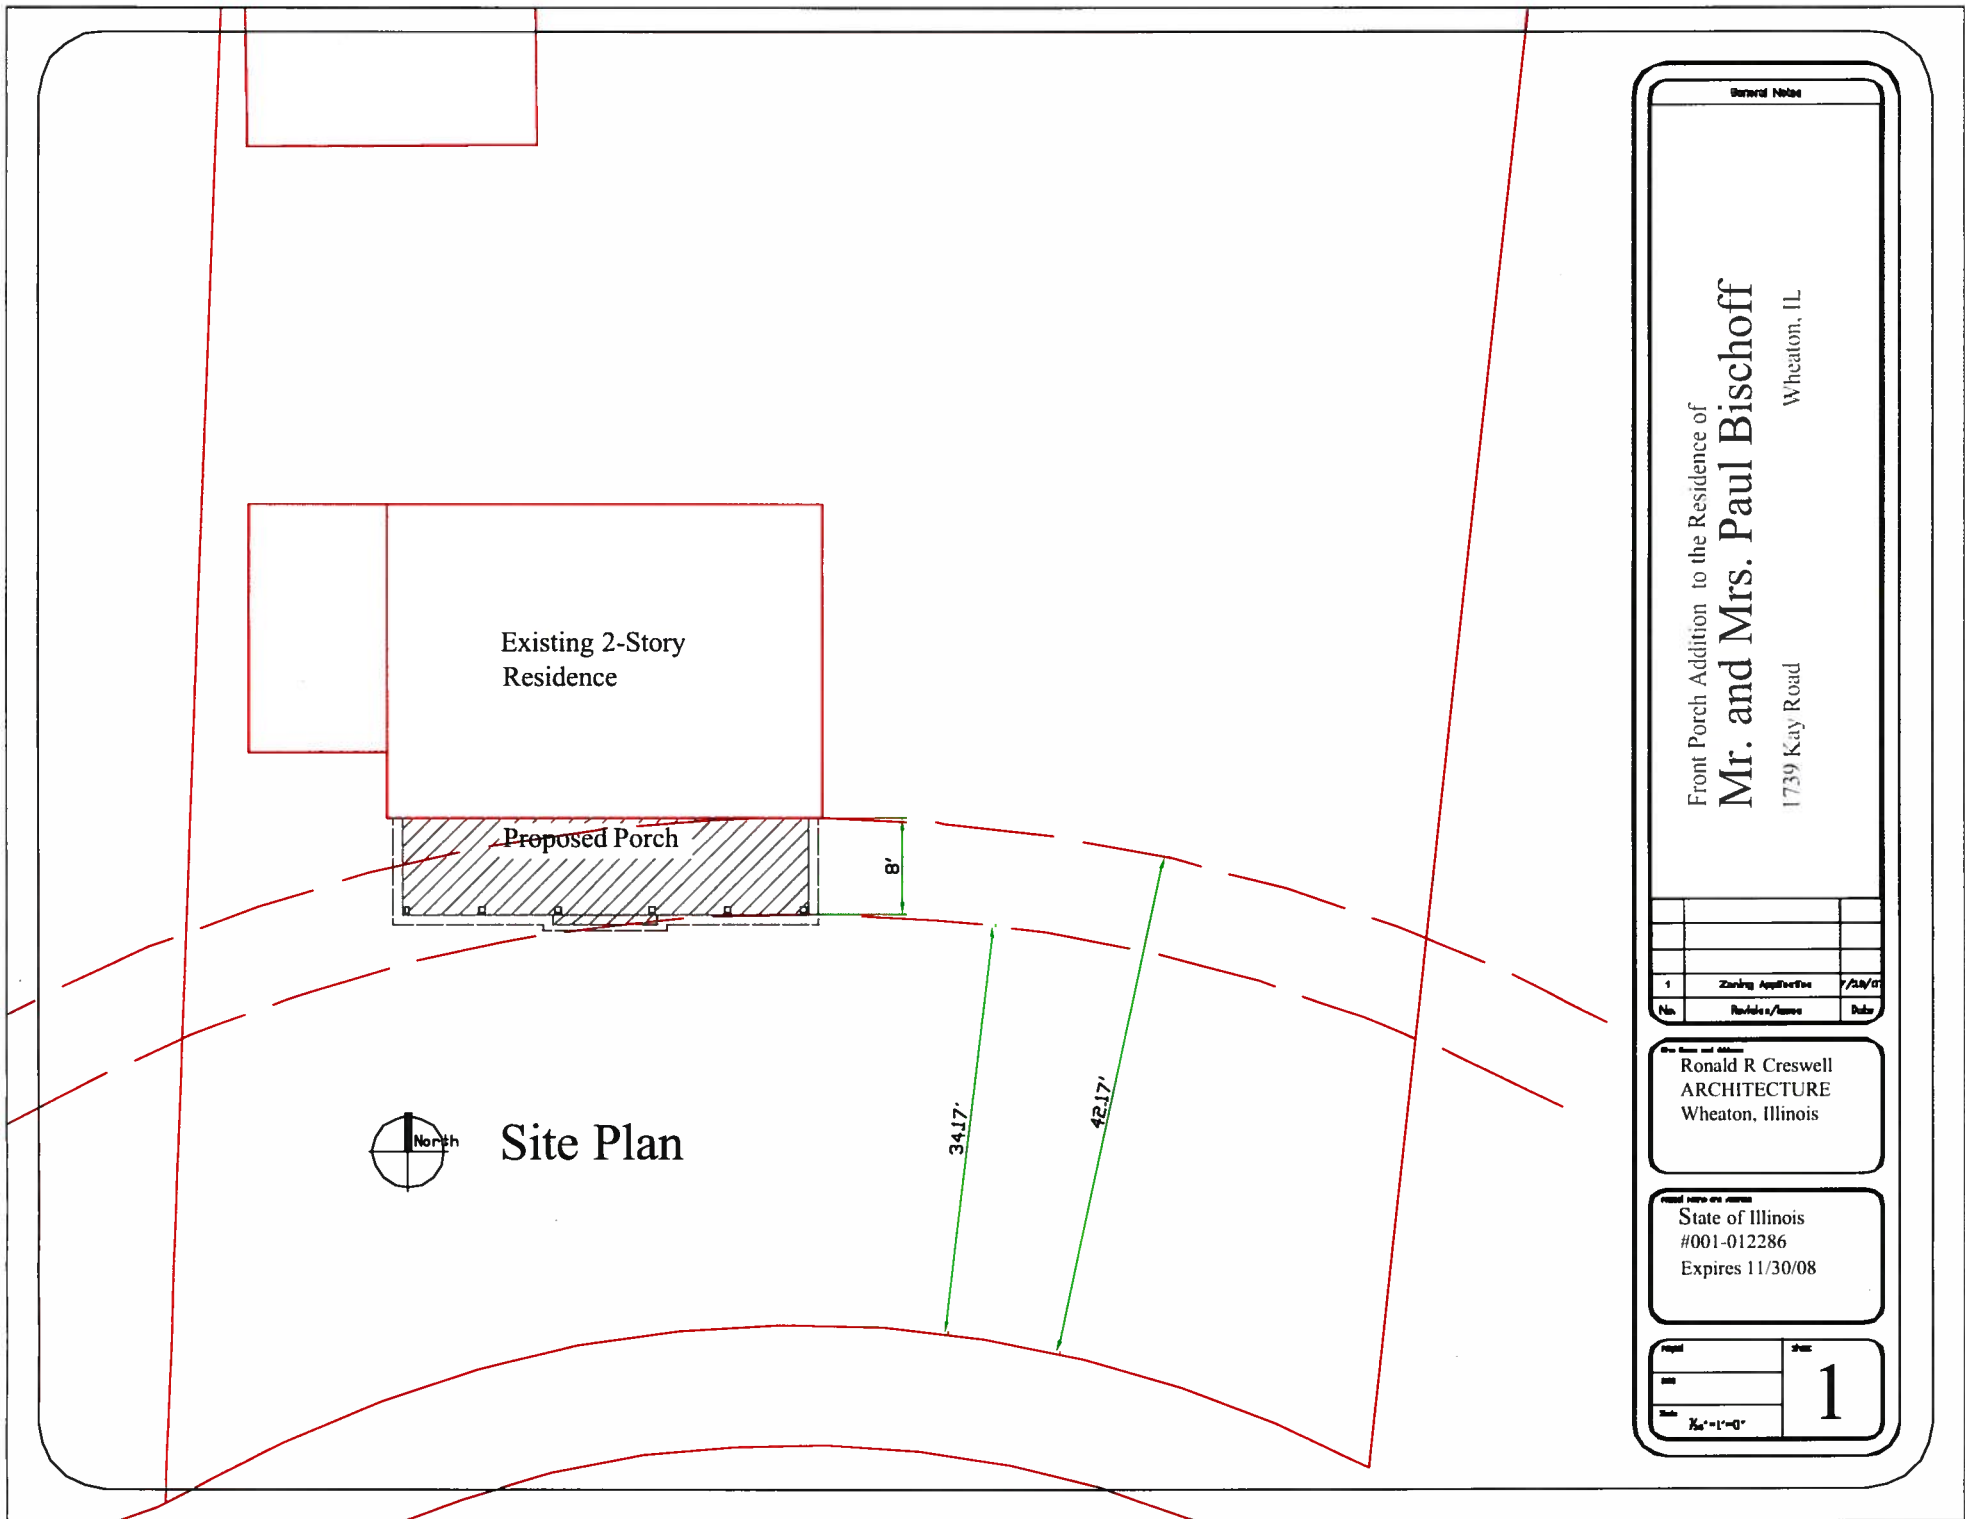 General Notes
Front Porch Addition to the Residence of
Mr. and Mrs. Paul Bischoff
1739 Kay Road Wheaton, IL
Existing 2-Story
Residence
Proposed Porch
8'
34.17'
42.17'
North
Site Plan
1 Zoning Application
No. Revision/Issue Date
Ronald R Creswell
ARCHITECTURE
Wheaton, Illinois
State of Illinois
#001-012286
Expires 11/30/08
Sheet
1